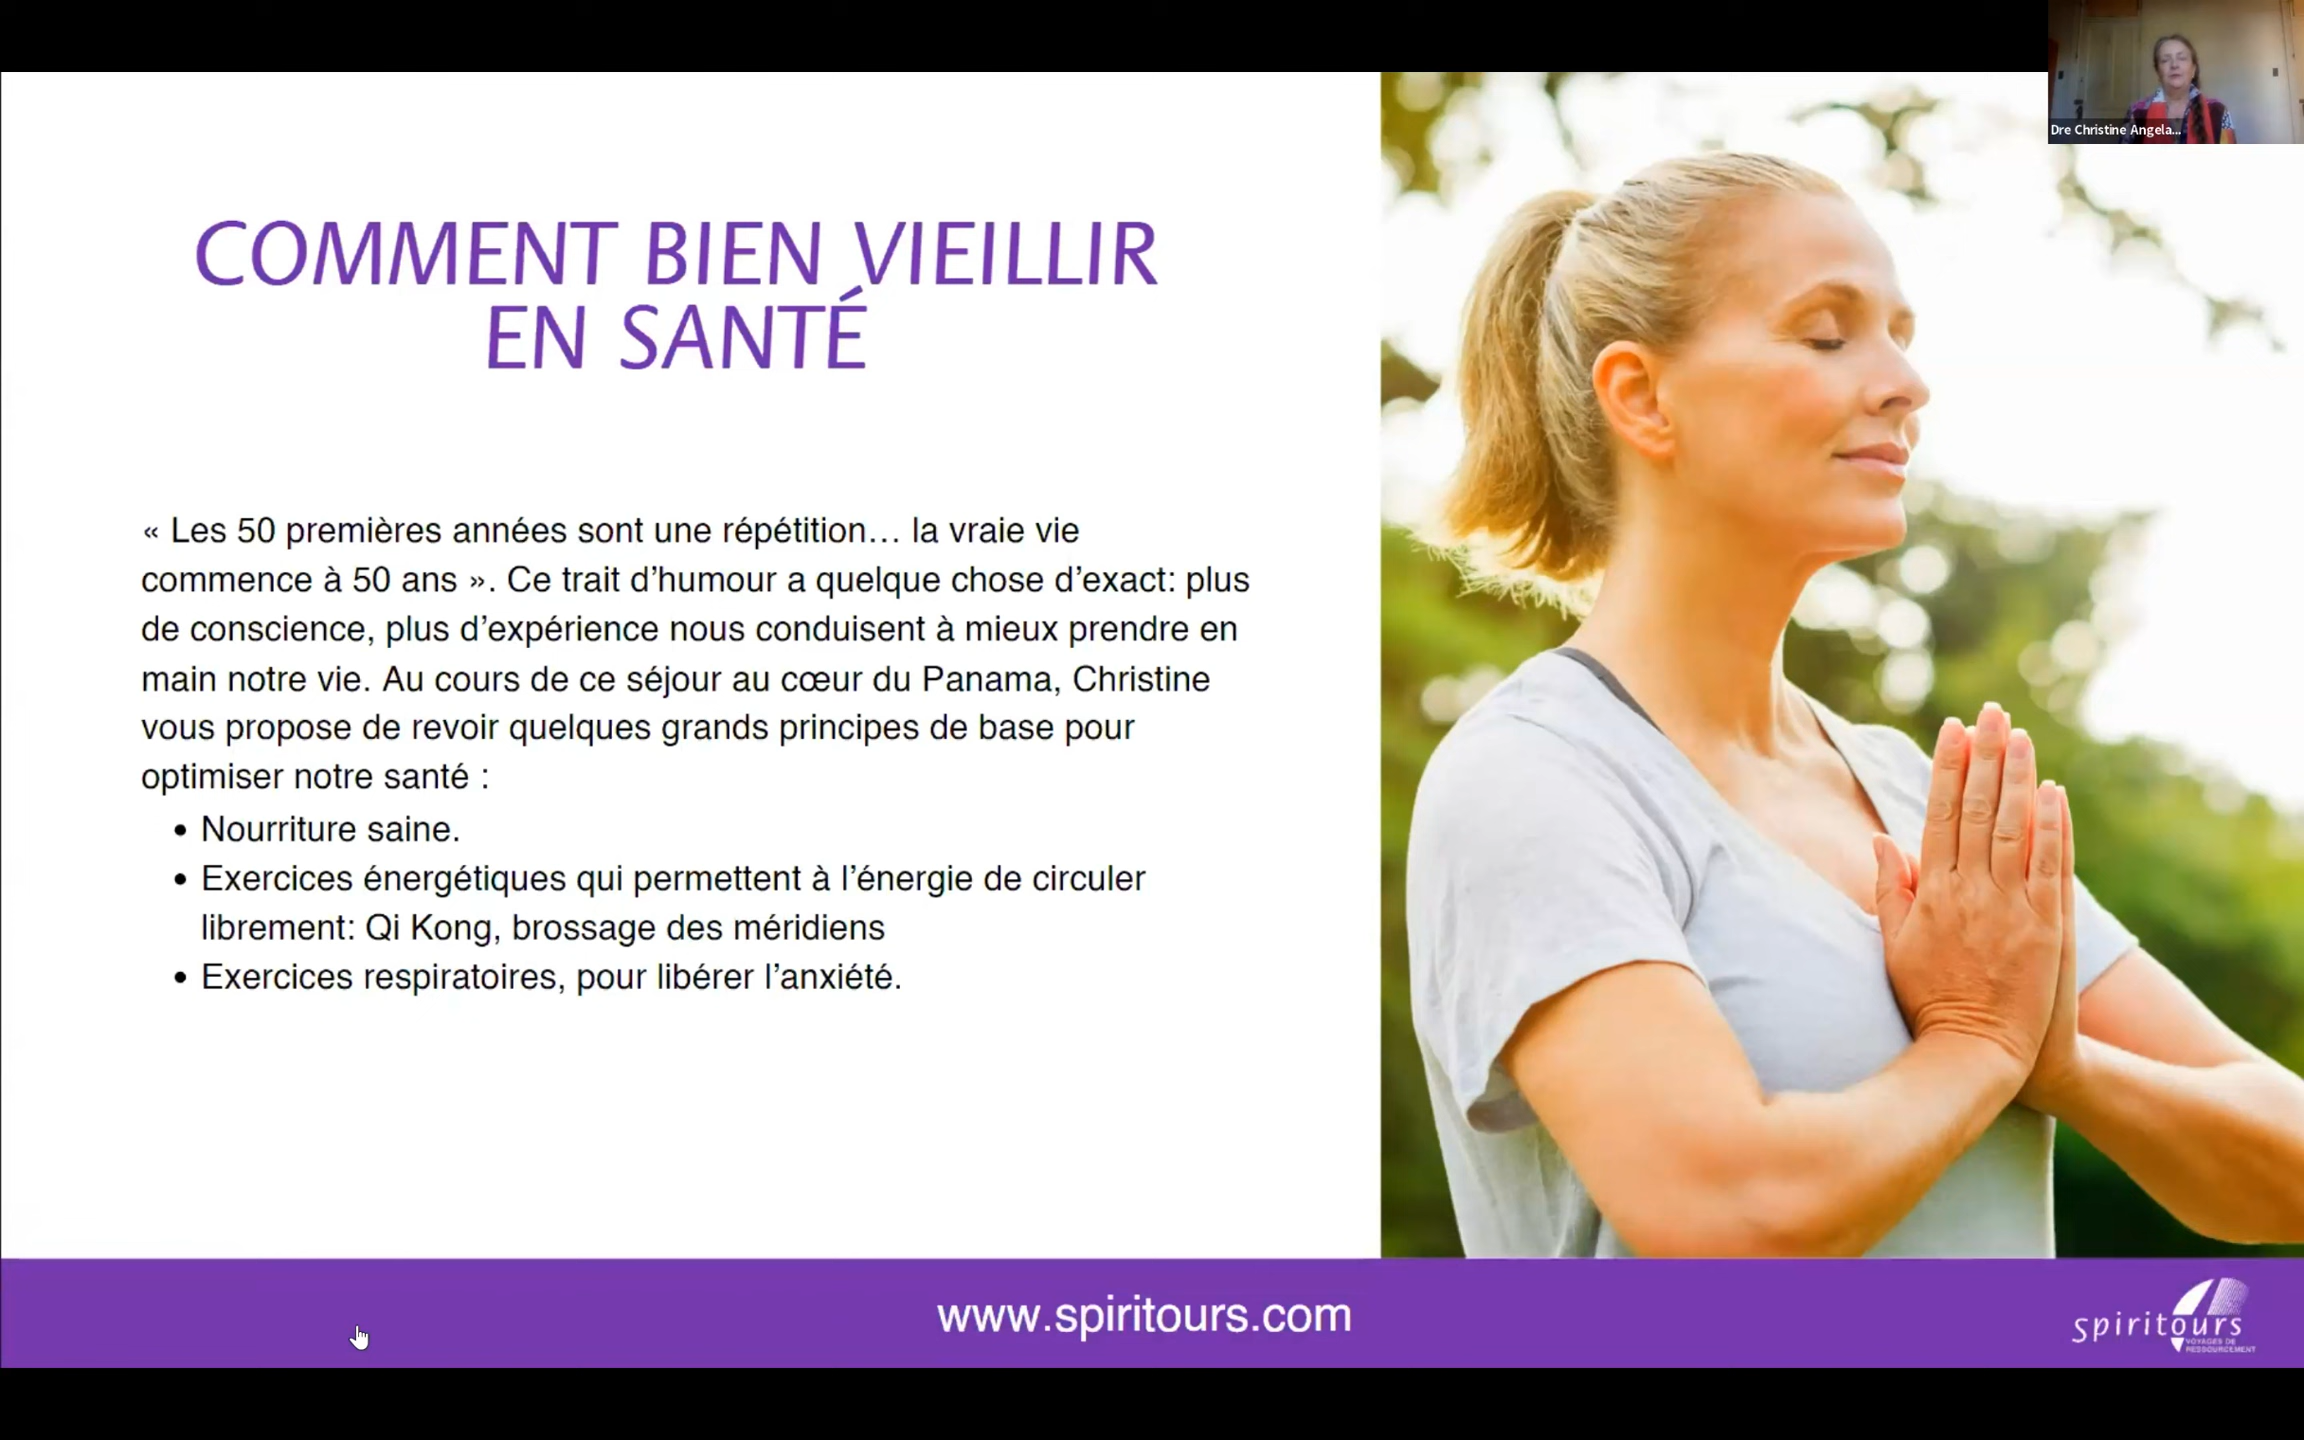 Dre Christine Angela...
COMMENT BIEN VIEILLIR
EN SANTÉ
« Les 50 premières années sont une répétition… la vraie vie
commence à 50 ans ». Ce trait d’humour a quelque chose d’exact: plus
de conscience, plus d’expérience nous conduisent à mieux prendre en
main notre vie. Au cours de ce séjour au cœur du Panama, Christine
vous propose de revoir quelques grands principes de base pour
optimiser notre santé :
• Nourriture saine.
• Exercices énergétiques qui permettent à l’énergie de circuler
librement: Qi Kong, brossage des méridiens
• Exercices respiratoires, pour libérer l’anxiété.
www.spiritours.com
spiritours
VOYAGES DE
RESSOURCEMENT